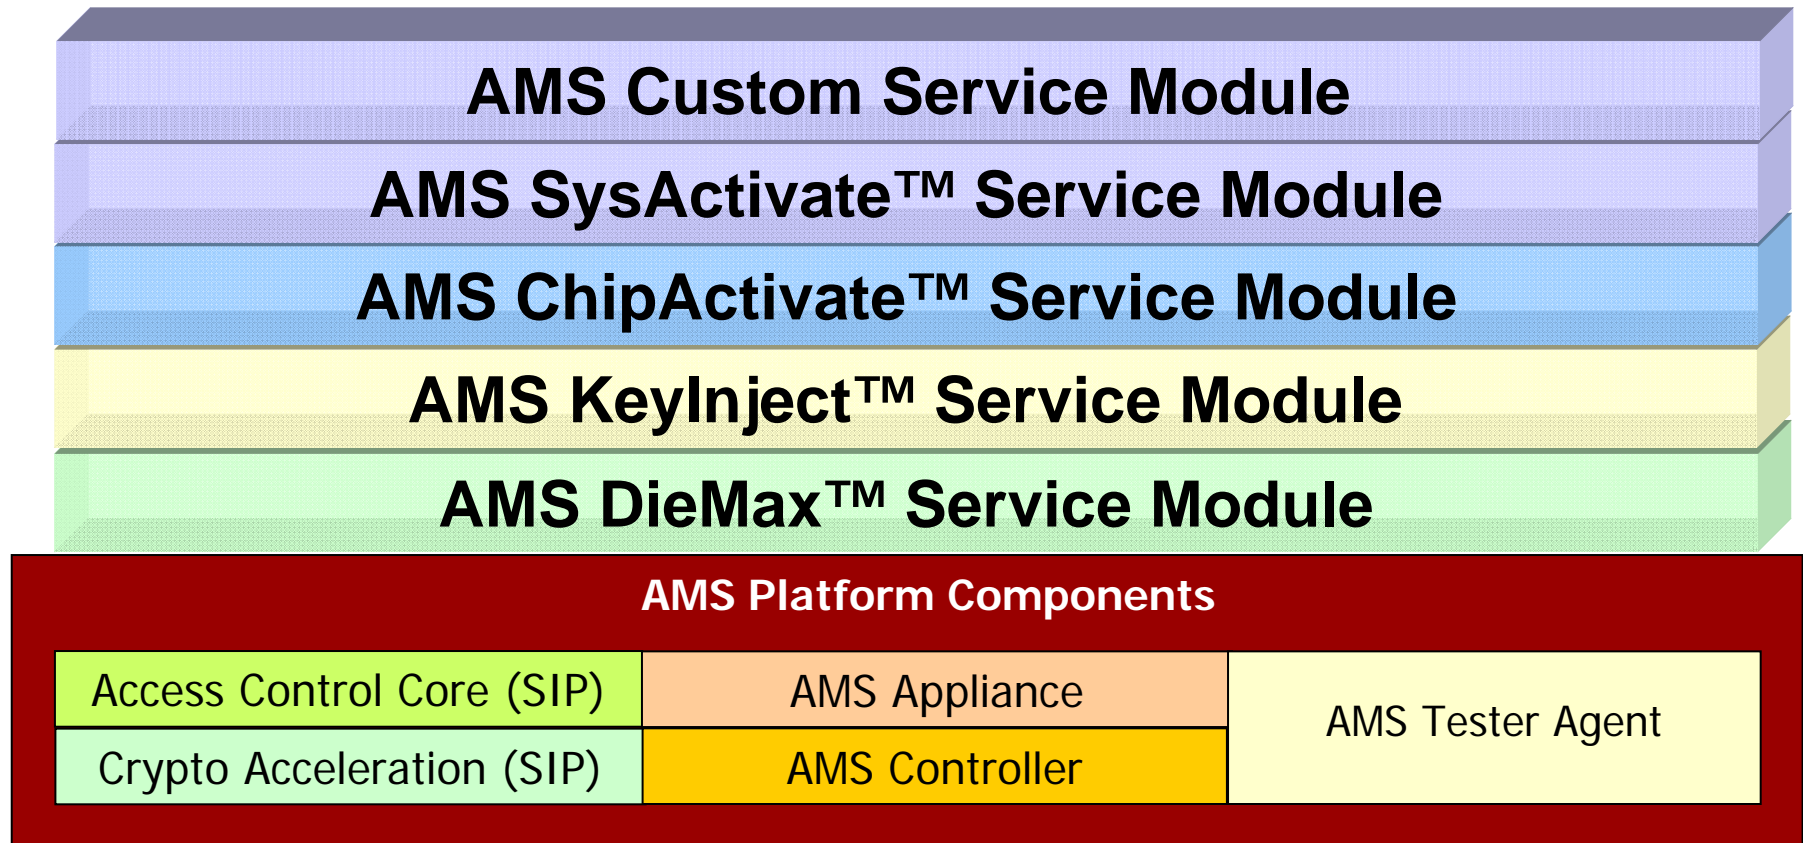 AMS Custom Service Module
AMS SysActivate™ Service Module
AMS ChipActivate™ Service Module
AMS KeyInject™ Service Module
AMS DieMax™ Service Module
AMS Platform Components
Access Control Core (SIP)
AMS Appliance
AMS Tester Agent
Crypto Acceleration (SIP)
AMS Controller